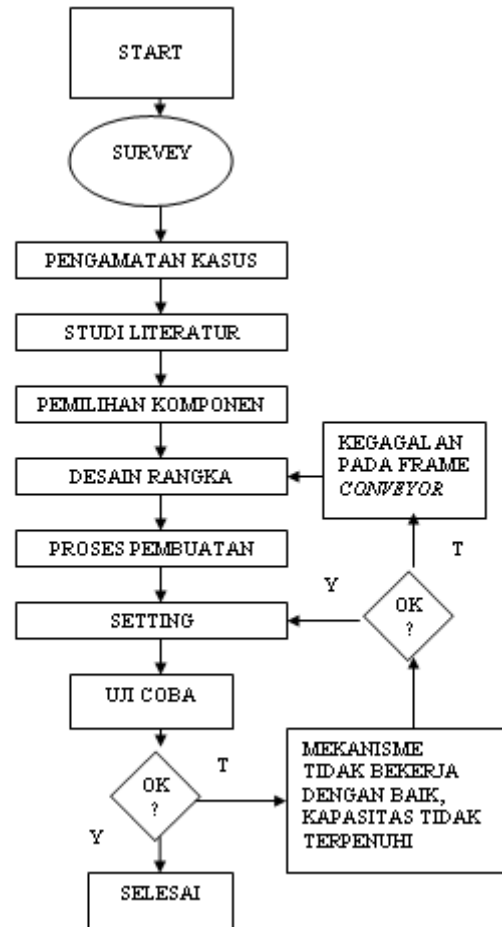 START
SURVEY
PENGAMATAN KASUS
STUDI LITERATUR
PEMILIHAN KOMPONEN
KEGAGALAN
PADA FRAME
CONVEYOR
DESAIN RANGKA
PROSES PEMBUATAN
T
Y
OK
?
SETTING
UJI COBA
MEKANISME
TIDAK BEKERJA
DENGAN BAIK,
KAPASITAS TIDAK
TERPENUHI
T
OK
?
Y
SELESAI